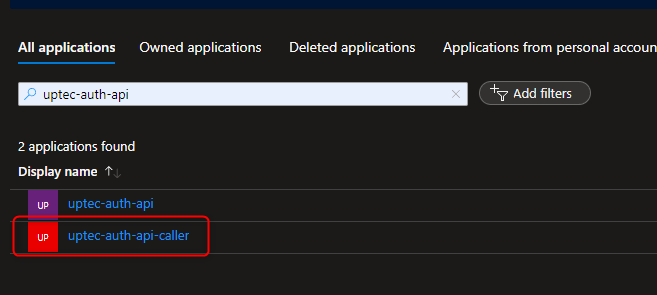 All applications Owned applications Deleted applications Applications from personal accoun
uptec-auth-api Add filters
2 applications found
Display name
UP uptec-auth-api
UP uptec-auth-api-caller